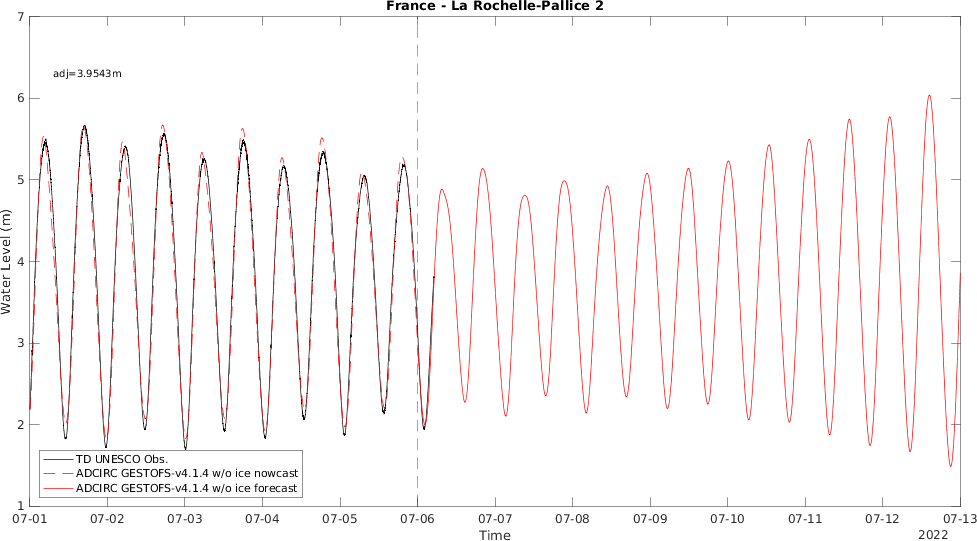 France - La Rochelle-Pallice 2
7
6
5
4
3
2
1
Water Level (m)
adj=3.9543m
TD UNESCO Obs.
ADCIRC GESTOFS-v4.1.4 w/o ice nowcast
ADCIRC GESTOFS-v4.1.4 w/o ice forecast
07-01 07-02 07-03 07-04 07-05 07-06 07-07 07-08 07-09 07-10 07-11 07-12 07-13
Time
2022